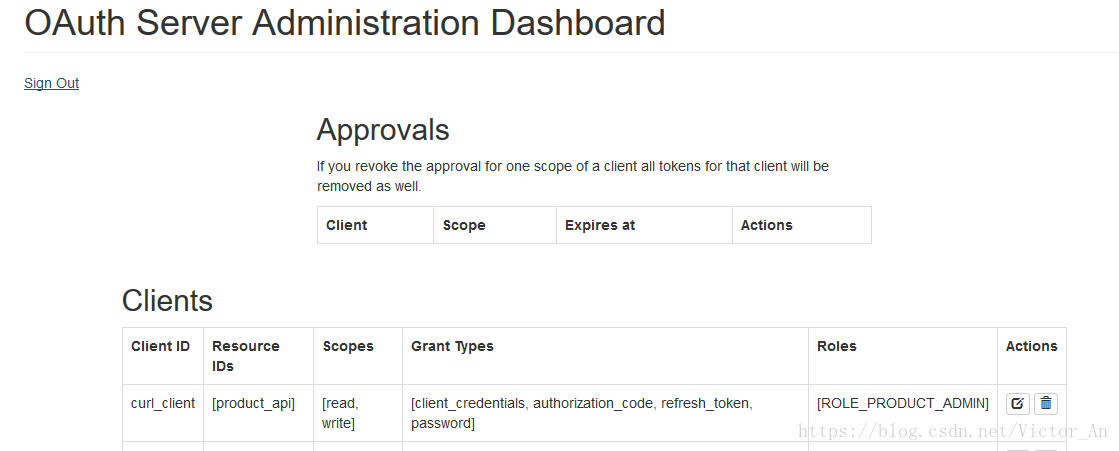 OAuth Server Administration Dashboard
Sign Out
Approvals
If you revoke the approval for one scope of a client all tokens for that client will be
removed as well.
Client Scope Expires at Actions
Clients
Client ID Resource IDs Scopes Grant Types Roles Actions
curl_client [product_api] [read, write] [client_credentials, authorization_code, refresh_token, password] [ROLE_PRODUCT_ADMIN]
https://blog.csdn.net/Victor_An